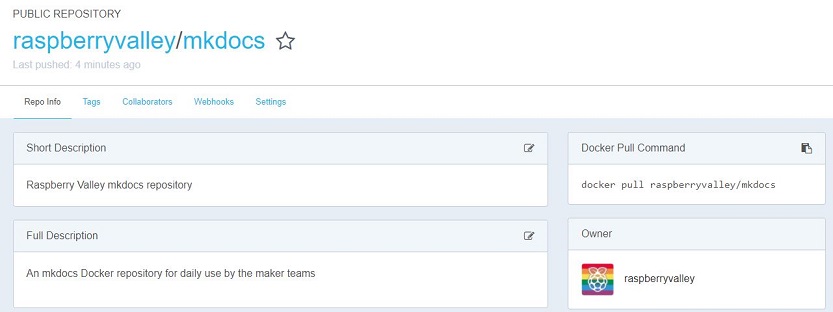 PUBLIC REPOSITORY
raspberryvalley/mkdocs
Last pushed: 4 minutes ago
Repo Info Tags Collaborators Webhooks Settings
Short Description
Raspberry Valley mkdocs repository
Full Description
An mkdocs Docker repository for daily use by the maker teams
Docker Pull Command
docker pull raspberryvalley/mkdocs
Owner
raspberryvalley